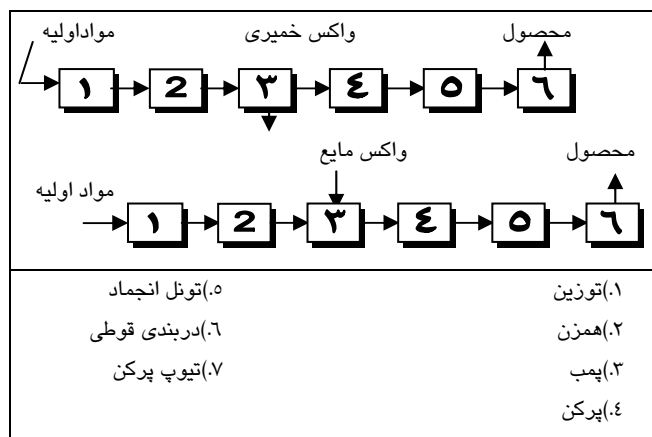 مواداولیه واکس خمیری محصول
۱ 2 ۳ ٤ ٥ ٦
واکس مایع محصول
مواد اولیه
۱ 2 ۳ ٤ ٥ ٦
۱.)توزین ٥.)تونل انجماد
۲.)همزن ٦.)دربندی قوطی
۳.)پمپ ۷.)تیوپ پرکن
٤.)پرکن